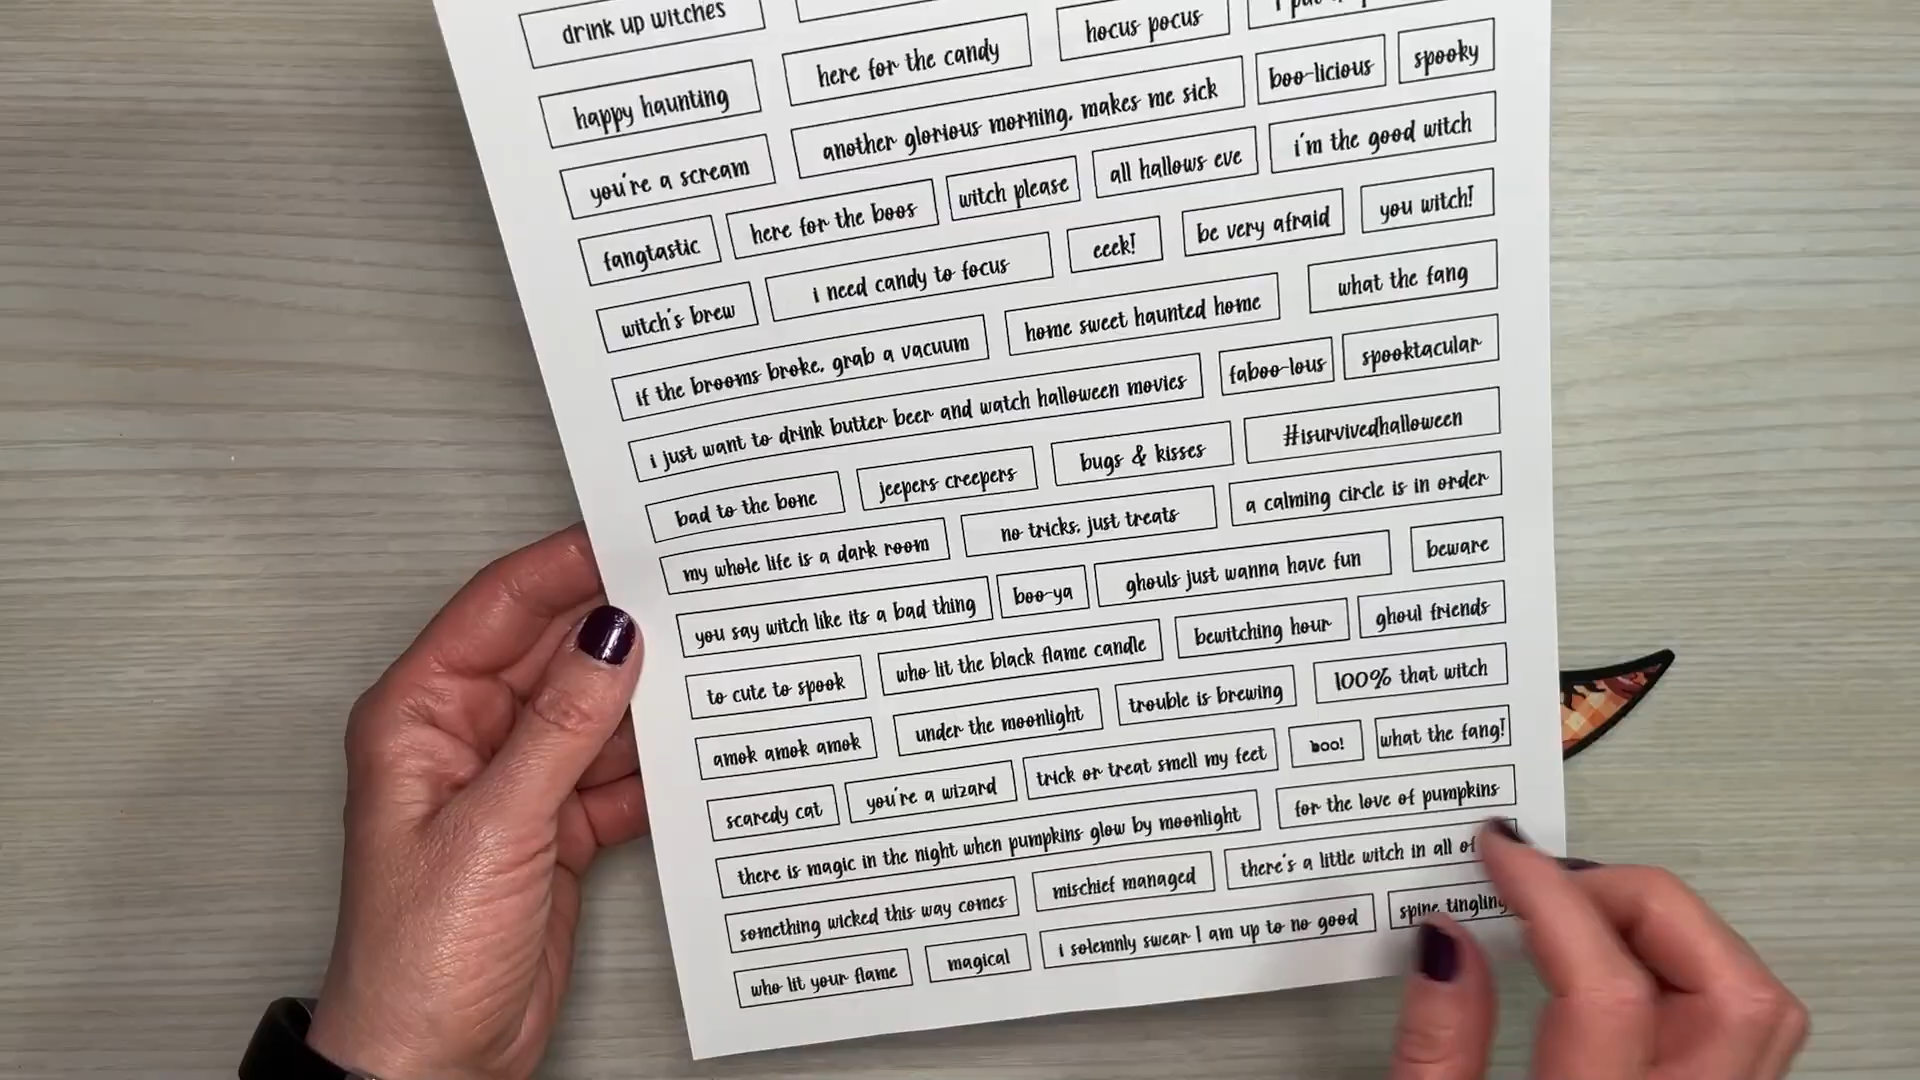 drink up witches
hocus pocus
happy haunting
here for the candy
boo-licious
spooky
you're a scream
another glorious morning. makes me sick
i'm the good witch
fangtastic
here for the boos
witch please
all hallows eve
you witch!
witch's brew
i need candy to focus
eeek!
be very afraid
what the fang
if the brooms broke, grab a vacuum
home sweet haunted home
i just want to drink butter beer and watch halloween movies
faboo-lous
spooktacular
bad to the bone
jeepers creepers
bugs & kisses
#isurvivedhalloween
my whole life is a dark room
no tricks, just treats
a calming circle is in order
you say witch like its a bad thing
boo-ya
ghouls just wanna have fun
beware
to cute to spook
who lit the black flame candle
bewitching hour
ghoul friends
amok amok amok
under the moonlight
trouble is brewing
100% that witch
scaredy cat
you're a wizard
trick or treat smell my feet
boo!
what the fang!
there is magic in the night when pumpkins glow by moonlight
for the love of pumpkins
something wicked this way comes
mischief managed
there's a little witch in all of
who lit your flame
magical
i solemnly swear I am up to no good
spine tingling